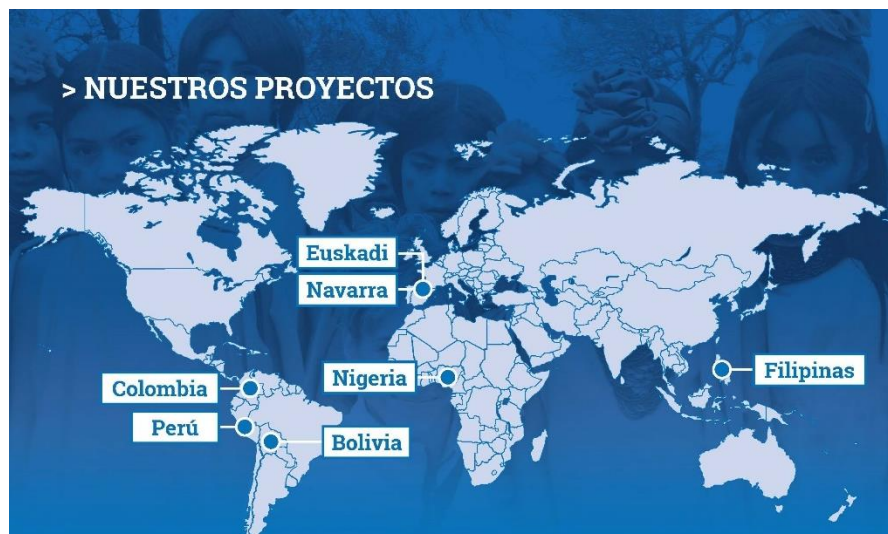 > NUESTROS PROYECTOS
Euskadi
Navarra
Nigeria
Filipinas
Colombia
Perú
Bolivia